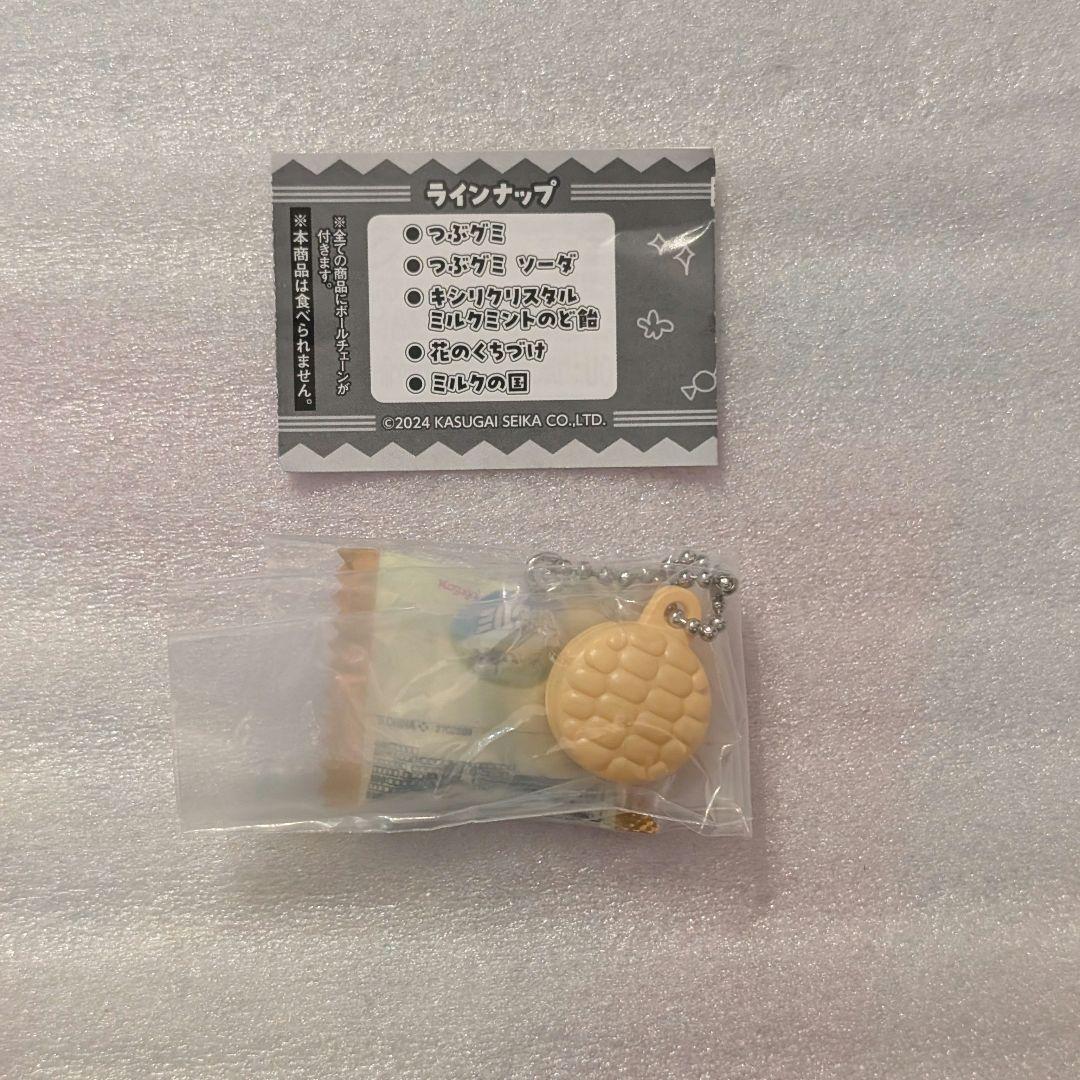 ラインナップ
● つぶグミ
● つぶグミ ソーダ
● キシリクリスタル
ミルクミントのど飴
● 花のくちづけ
● ミルクの国
※全ての商品にボールチェーンが
付きます。
※本商品は食べられません。
©2024 KASUGAI SEIKA CO.,LTD.